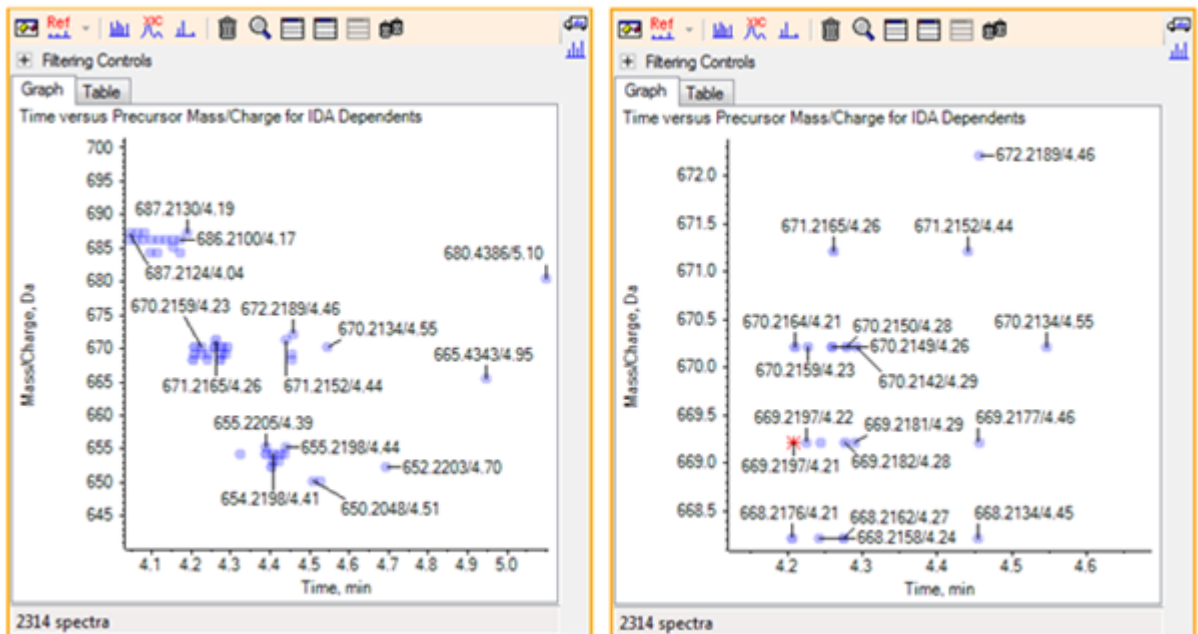 Ref
XIC
Filtering Controls
Graph
Table
Time versus Precursor Mass/Charge for IDA Dependents
Mass/Charge, Da
700
695
690
685
680
675
670
665
660
655
650
645
687.2130/4.19
686.2100/4.17
687.2124/4.04
680.4386/5.10
670.2159/4.23
672.2189/4.46
670.2134/4.55
665.4343/4.95
671.2165/4.26
671.2152/4.44
655.2205/4.39
655.2198/4.44
652.2203/4.70
654.2198/4.41
650.2048/4.51
4.1 4.2 4.3 4.4 4.5 4.6 4.7 4.8 4.9 5.0
Time, min
2314 spectra
Ref
XIC
Filtering Controls
Graph
Table
Time versus Precursor Mass/Charge for IDA Dependents
Mass/Charge, Da
672.0
671.5
671.0
670.5
670.0
669.5
669.0
668.5
672.2189/4.46
671.2165/4.26
671.2152/4.44
670.2164/4.21
670.2150/4.28
670.2134/4.55
670.2149/4.26
670.2159/4.23
670.2142/4.29
669.2197/4.22
669.2181/4.29
669.2177/4.46
669.2197/4.21
669.2182/4.28
668.2176/4.21
668.2162/4.27
668.2134/4.45
668.2158/4.24
4.2 4.3 4.4 4.5 4.6
Time, min
2314 spectra